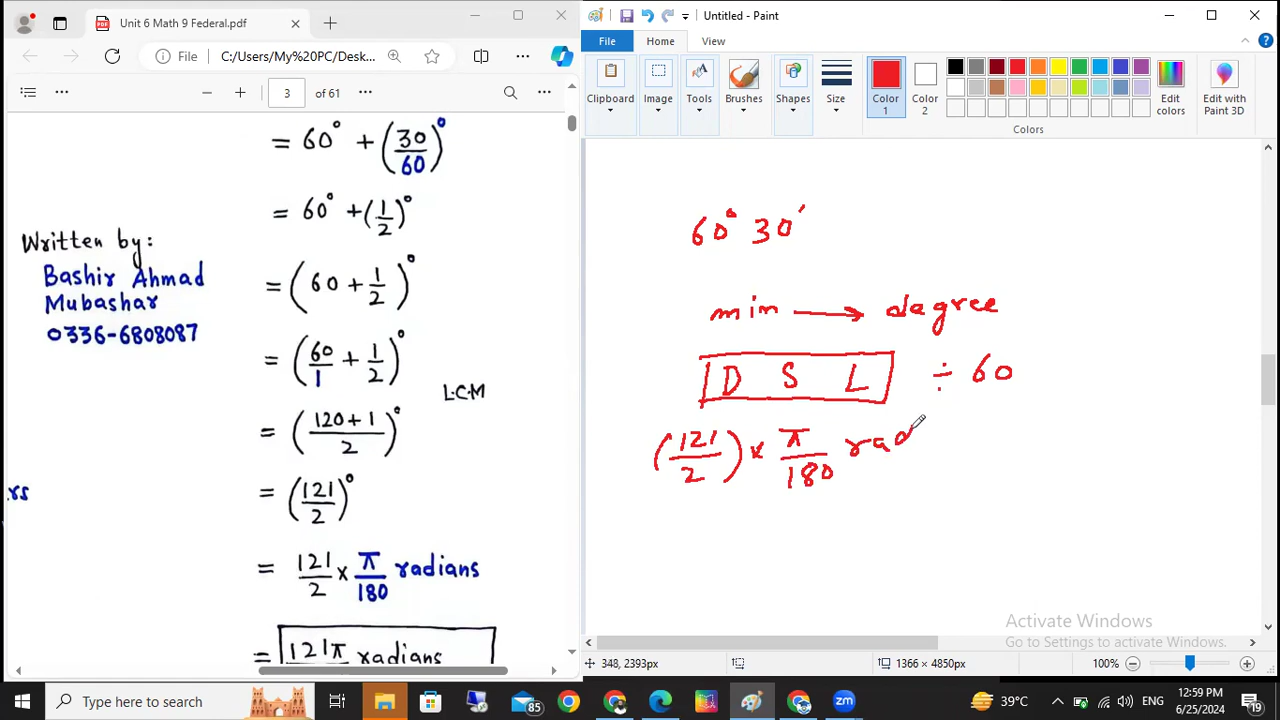 Unit 6 Math 9 Federal.pdf
File
C:/Users/My%20PC/Desk...
3 of 61
= 60° + (30/60)°
= 60° + (1/2)°
Written by:
Bashir Ahmad
Mubashar
0336-6808087
= (60 + 1/2)°
= (60/1 + 1/2)°
L.C.M
= (120+1/2)°
rs
= (121/2)°
= 121/2 × π/180 radians
= 121π radians
Untitled - Paint
File Home View
Clipboard
Image
Tools
Brushes
Shapes
Size
Color 1
Color 2
Edit colors
Edit with Paint 3D
Colors
60° 30′
min → degree
D S L ÷ 60
(121/2) × π/180 rad
Activate Windows
Go to Settings to activate Windows.
348, 2393px
1366 × 4850px
100%
Type here to search
85
zm
39°C
ENG
12:59 PM
6/25/2024
19